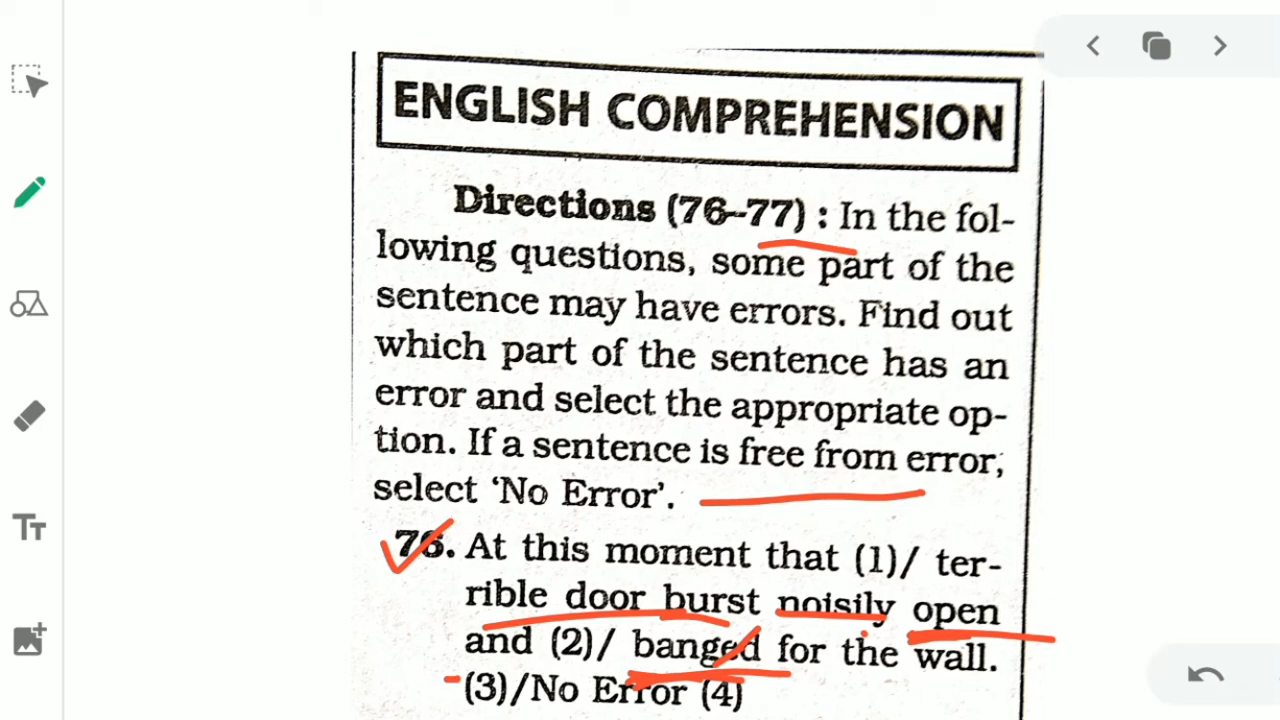 ENGLISH COMPREHENSION
Directions (76–77) : In the fol-
lowing questions, some part of the
sentence may have errors. Find out
which part of the sentence has an
error and select the appropriate op-
tion. If a sentence is free from error,
select ‘No Error’.
76. At this moment that (1)/ ter-
rible door burst noisily open
and (2)/ banged for the wall.
(3)/No Error (4)
TT